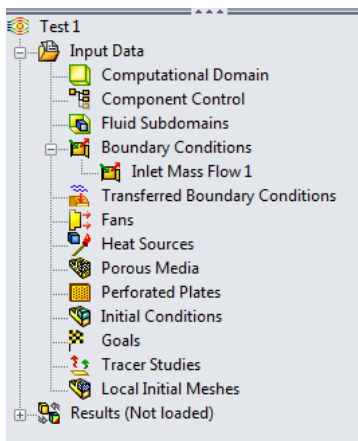 Test 1
Input Data
Computational Domain
Component Control
Fluid Subdomains
Boundary Conditions
Inlet Mass Flow 1
Transferred Boundary Conditions
Fans
Heat Sources
Porous Media
Perforated Plates
Initial Conditions
Goals
Tracer Studies
Local Initial Meshes
Results (Not loaded)